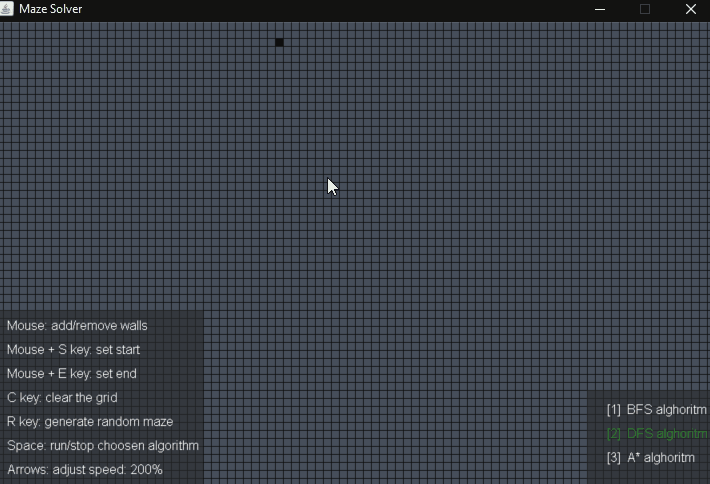 Maze Solver
Mouse: add/remove walls
Mouse + S key: set start
Mouse + E key: set end
C key: clear the grid
R key: generate random maze
Space: run/stop choosen algorithm
Arrows: adjust speed: 200%
[1] BFS alghoritm
[2] DFS alghoritm
[3] A* alghoritm